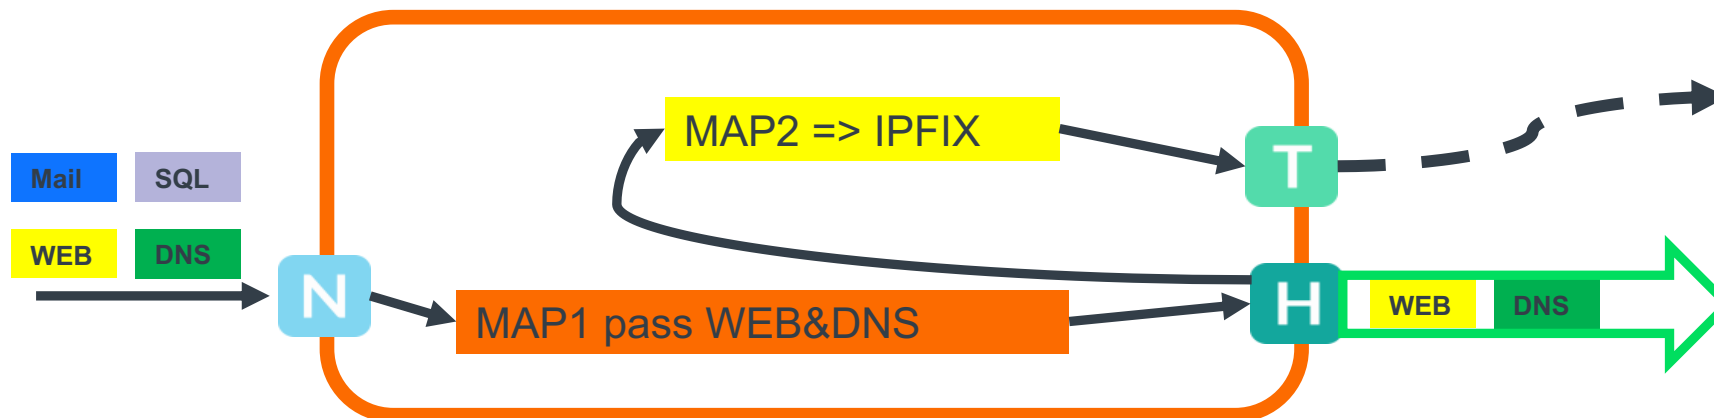 MAP2 => IPFIX
T
Mail SQL
WEB DNS
N
MAP1 pass WEB&DNS
H
WEB DNS